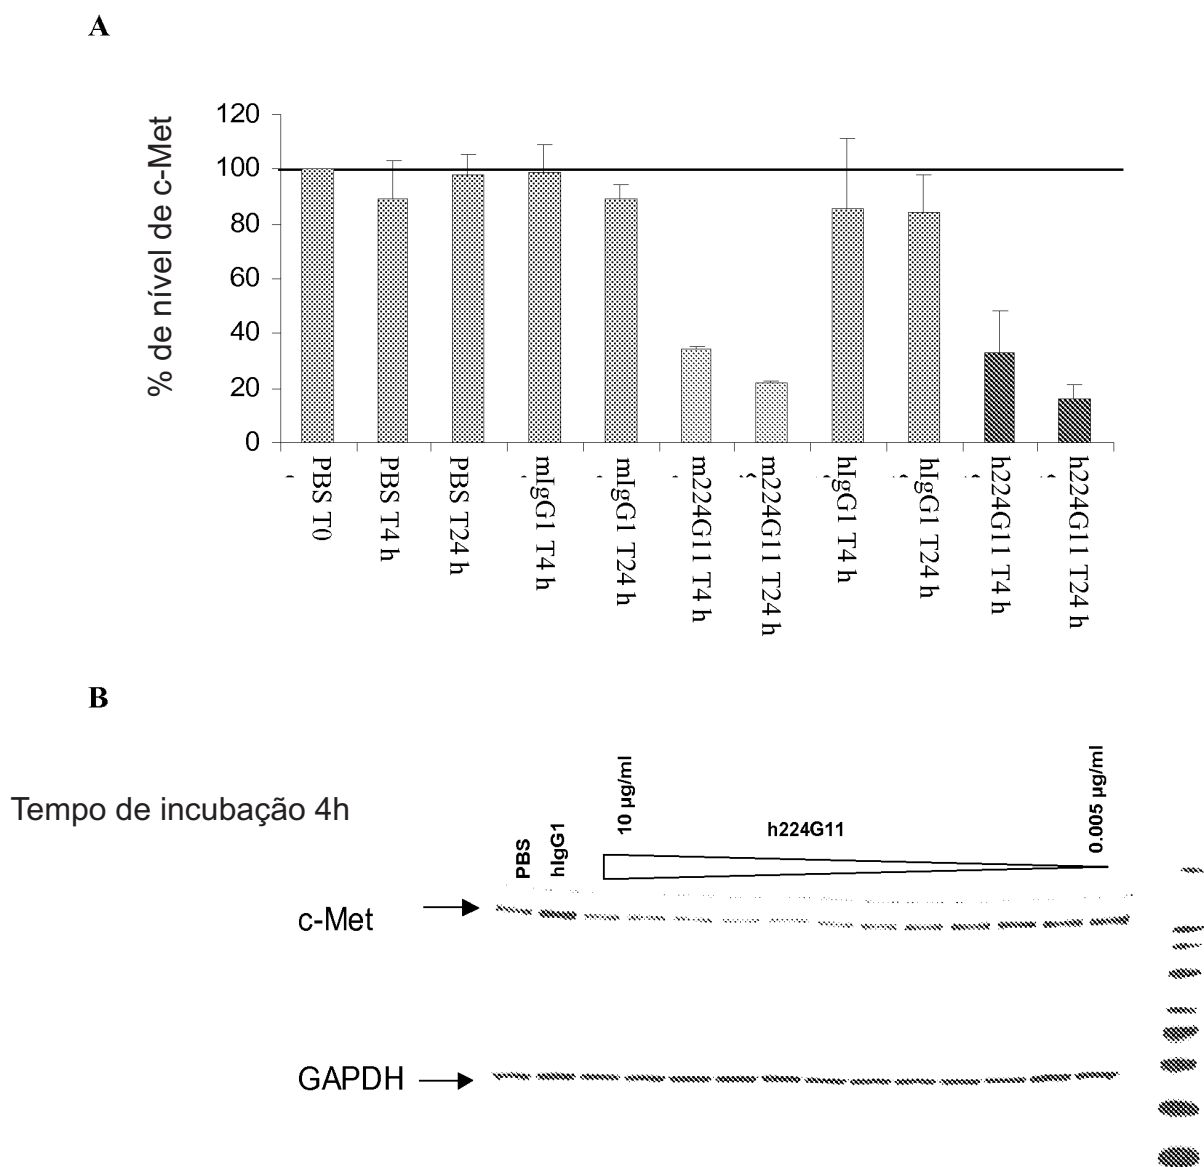 A
% de nível de c-Met
120
100
80
60
40
20
0
PBS T0
PBS T4 h
PBS T24 h
mIgG1 T4 h
mIgG1 T24 h
m224G11 T4 h
m224G11 T24 h
hIgG1 T4 h
hIgG1 T24 h
h224G11 T4 h
h224G11 T24 h
B
Tempo de incubação 4h
PBS
hIgG1
10 µg/ml
h224G11
0.005 µg/ml
c-Met
GAPDH